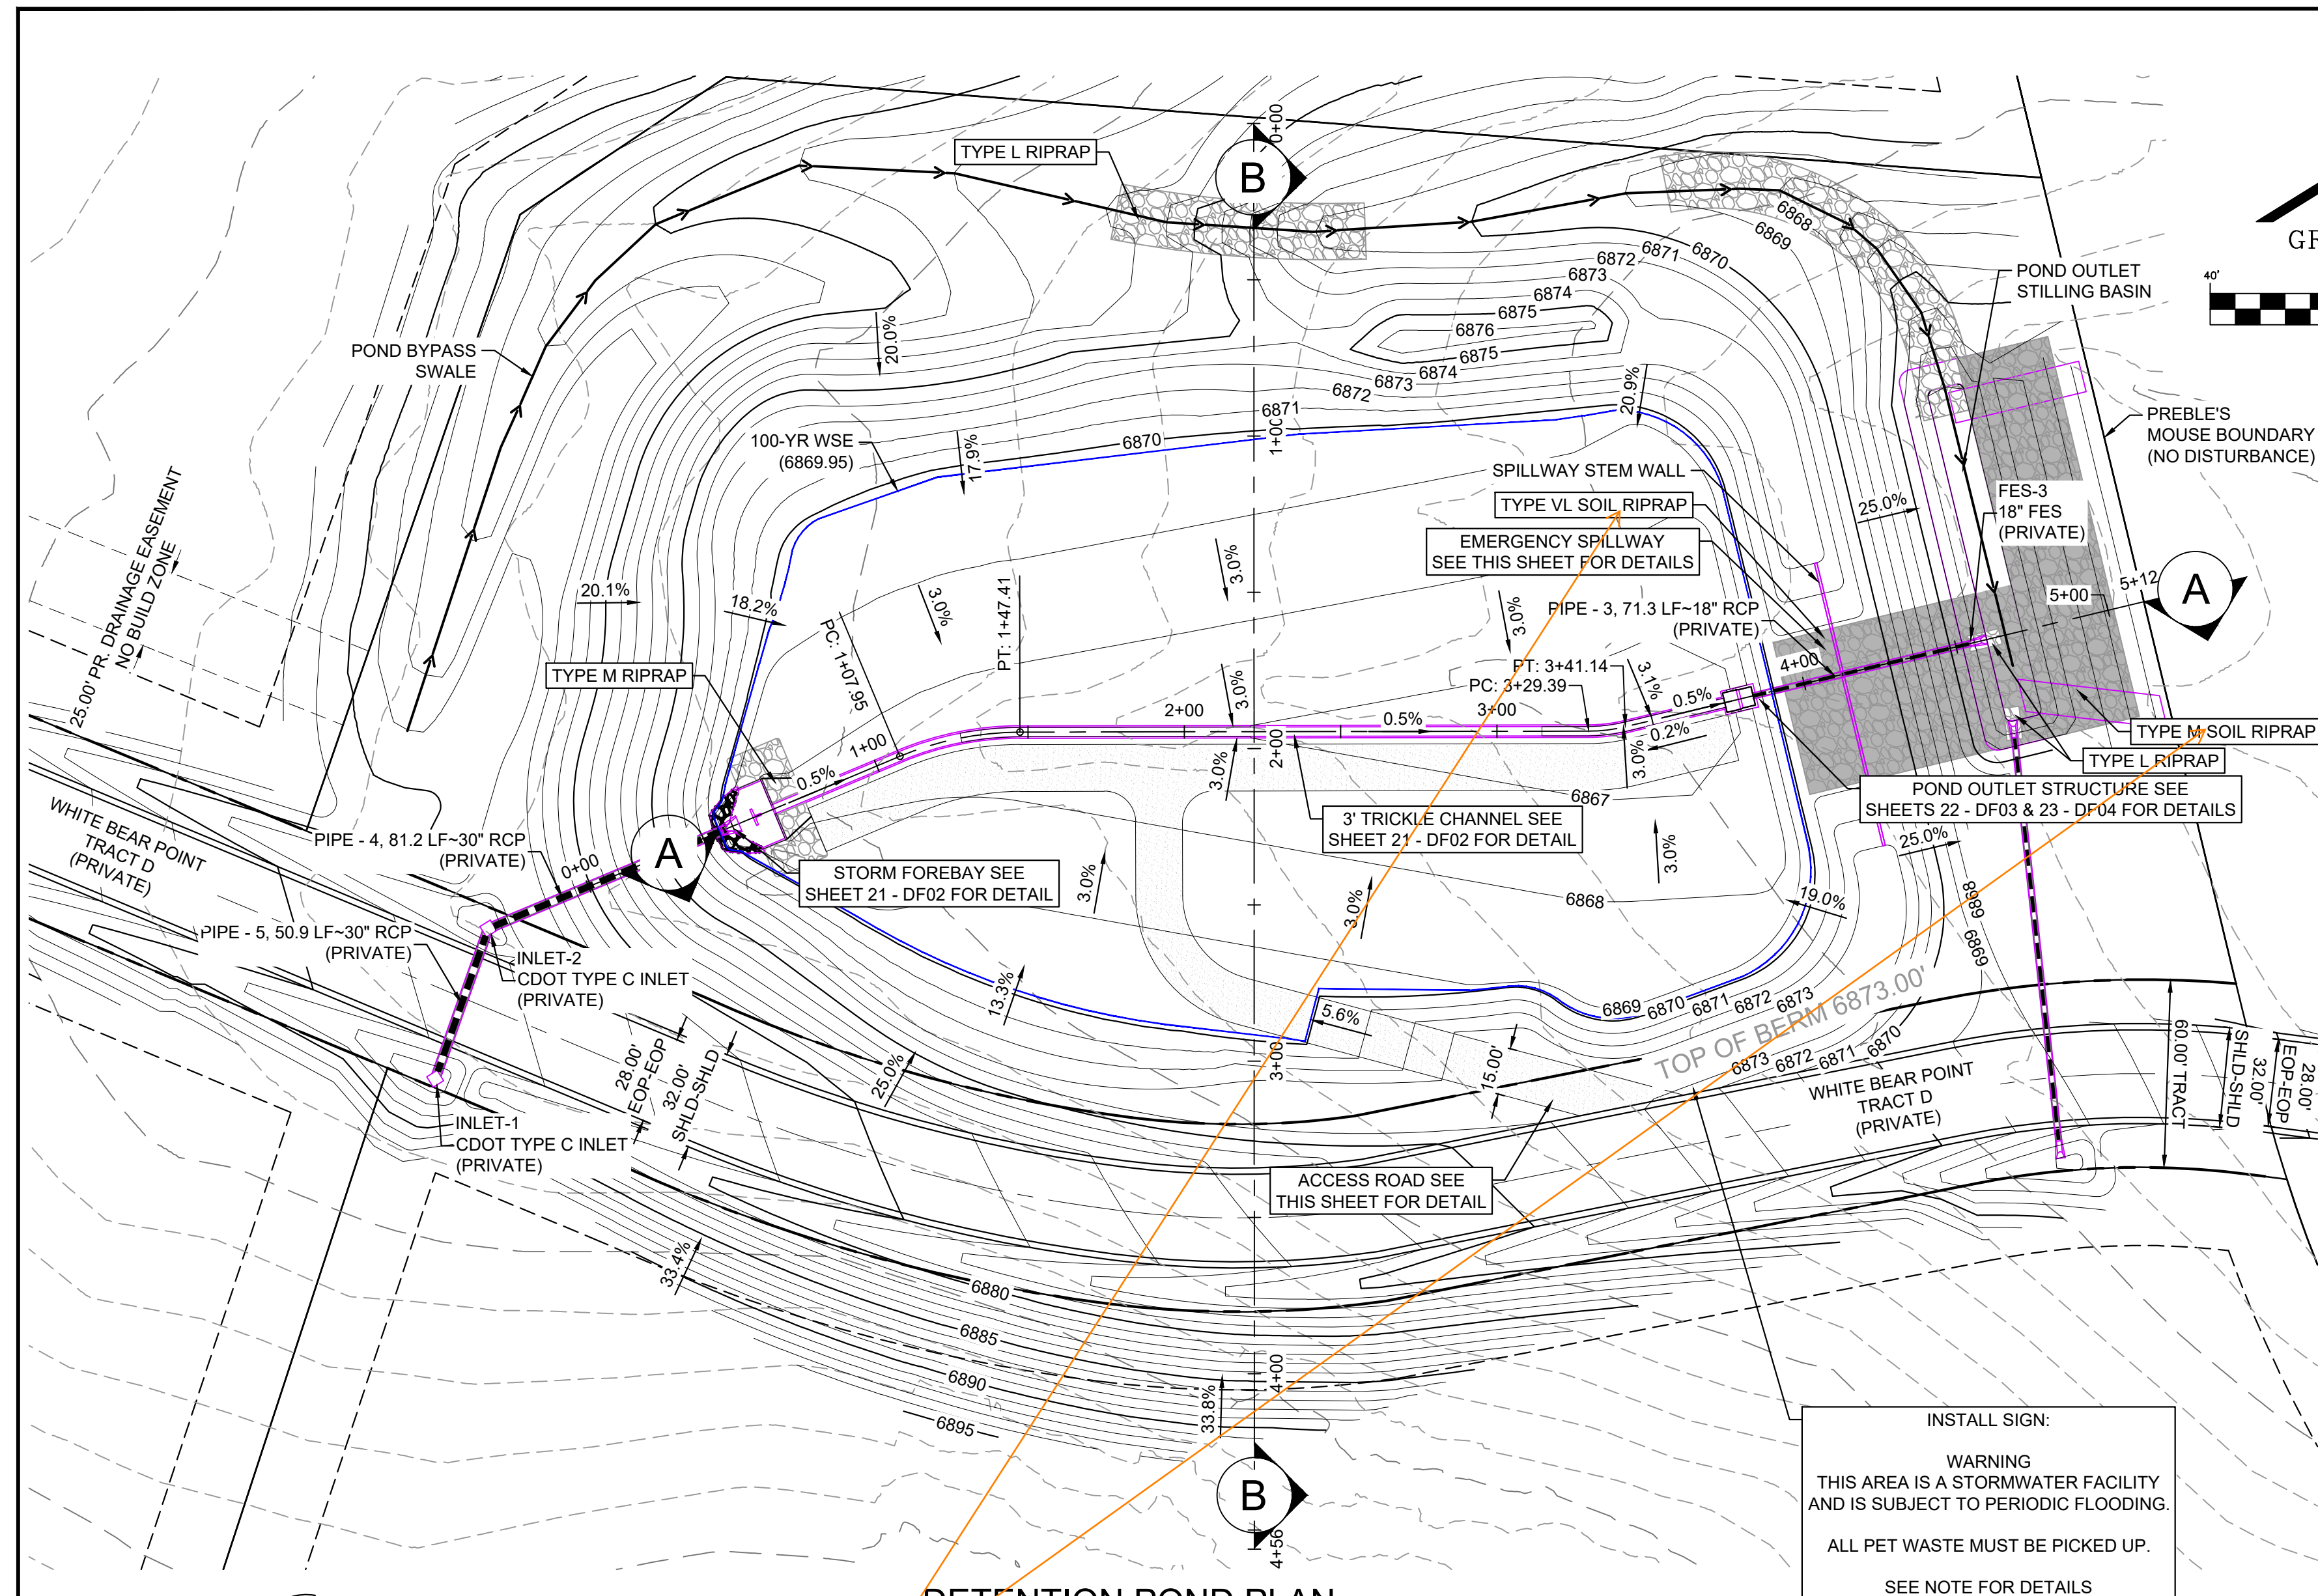 0+00
TYPE L RIPRAP
B
6868
6869
6872
6871
6870
6873
6874
6875
6876
6875
6874
6873
6872
6871
6870
POND OUTLET
STILLING BASIN
40'
POND BYPASS
SWALE
20.0%
20.9%
100-YR WSE
(6869.95)
17.9%
1+00
PREBLE'S
MOUSE BOUNDARY
(NO DISTURBANCE)
SPILLWAY STEM WALL
TYPE VL SOIL RIPRAP
EMERGENCY SPILLWAY
SEE THIS SHEET FOR DETAILS
25.0%
FES-3
18" FES
(PRIVATE)
25.00' PR. DRAINAGE EASEMENT
NO BUILD ZONE
20.1%
18.2%
3.0%
3.0%
3.0%
PC: 1+07.95
PT: 1+47.41
PIPE - 3, 71.3 LF~18" RCP
(PRIVATE)
5+00
5+12
A
TYPE M RIPRAP
3.0%
PT: 3+41.14
PC: 3+29.39
3.1%
0.5%
4+00
1+00
2+00
0.5%
3+00
0.2%
2+00
3.0%
3.0%
0.5%
TYPE M SOIL RIPRAP
TYPE L RIPRAP
6867
POND OUTLET STRUCTURE SEE
SHEETS 22 - DF03 & 23 - DF04 FOR DETAILS
WHITE BEAR POINT
TRACT D
(PRIVATE)
PIPE - 4, 81.2 LF~30" RCP
(PRIVATE)
0+00
A
3' TRICKLE CHANNEL SEE
SHEET 21 - DF02 FOR DETAIL
3.0%
25.0%
STORM FOREBAY SEE
SHEET 21 - DF02 FOR DETAIL
3.0%
3.0%
6868
19.0%
6868
6869
PIPE - 5, 50.9 LF~30" RCP
(PRIVATE)
INLET-2
CDOT TYPE C INLET
(PRIVATE)
13.3%
5.6%
6869
6870
6871
6872
6873
TOP OF BERM 6873.00'
28.00'
EOP-EOP
32.00'
SHLD-SHLD
25.0%
3+00
15.00'
6873
6872
6871
6870
WHITE BEAR POINT
TRACT D
(PRIVATE)
60.00' TRACT
SHLD-SHLD
32.00'
EOP-EOP
28.00'
INLET-1
CDOT TYPE C INLET
(PRIVATE)
ACCESS ROAD SEE
THIS SHEET FOR DETAIL
33.4%
6880
6885
6890
6895
33.8%
4+00
B
4+56
INSTALL SIGN:
WARNING
THIS AREA IS A STORMWATER FACILITY
AND IS SUBJECT TO PERIODIC FLOODING.
ALL PET WASTE MUST BE PICKED UP.
SEE NOTE FOR DETAILS
DETENTION POND PLAN